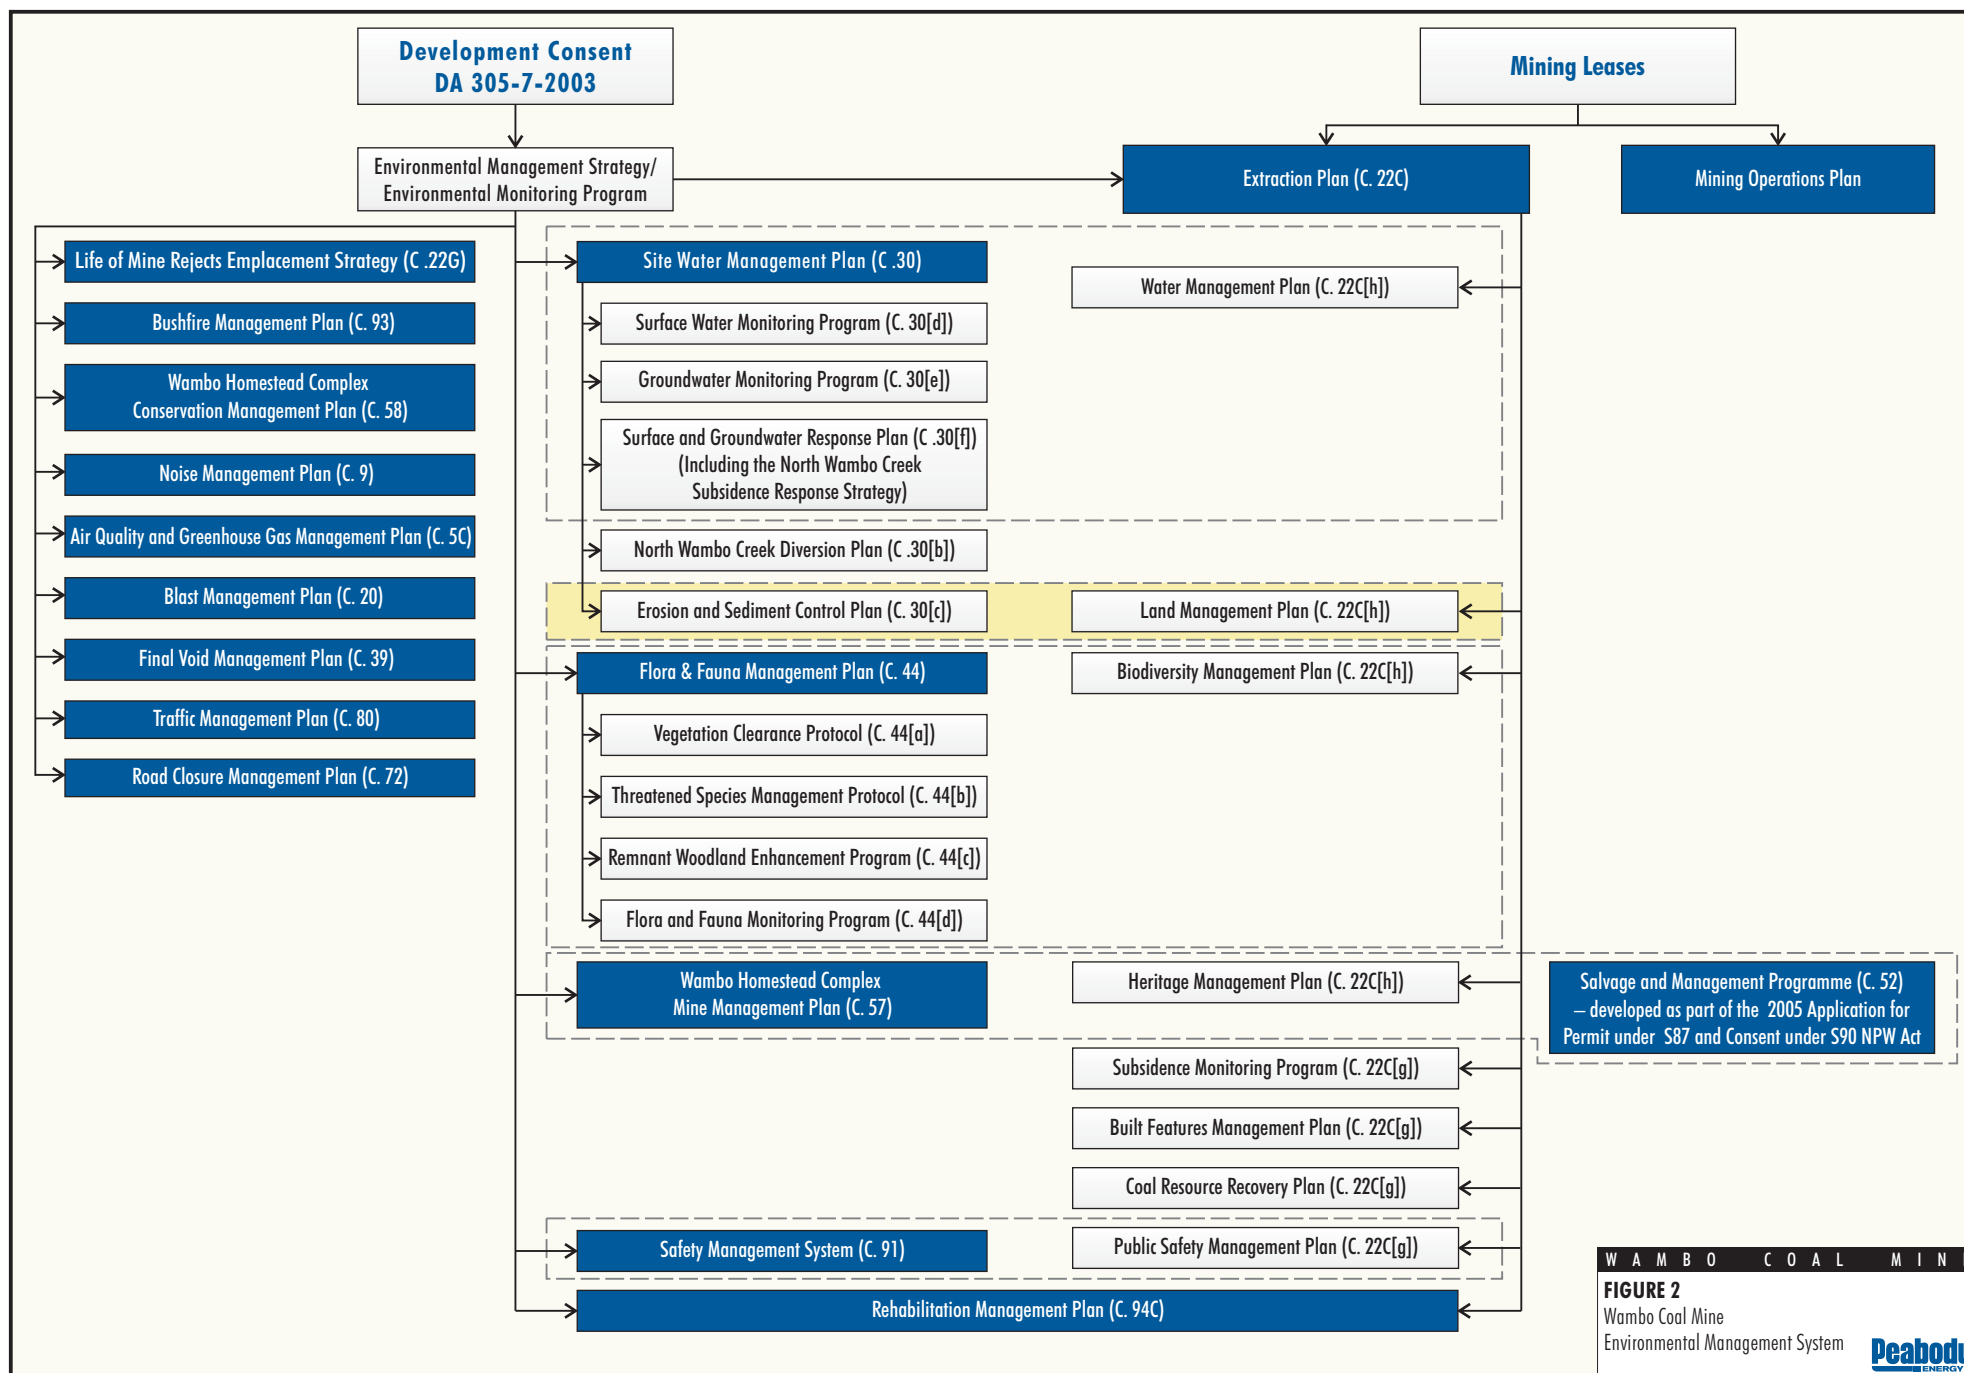 Development Consent
DA 305-7-2003
Mining Leases
Environmental Management Strategy/
Environmental Monitoring Program
Extraction Plan (C. 22C)
Mining Operations Plan
Life of Mine Rejects Emplacement Strategy (C .22G)
Bushfire Management Plan (C. 93)
Wambo Homestead Complex
Conservation Management Plan (C. 58)
Noise Management Plan (C. 9)
Air Quality and Greenhouse Gas Management Plan (C. 5C)
Blast Management Plan (C. 20)
Final Void Management Plan (C. 39)
Traffic Management Plan (C. 80)
Road Closure Management Plan (C. 72)
Site Water Management Plan (C .30)
Surface Water Monitoring Program (C. 30[d])
Groundwater Monitoring Program (C. 30[e])
Surface and Groundwater Response Plan (C .30[f])
(Including the North Wambo Creek
Subsidence Response Strategy)
North Wambo Creek Diversion Plan (C .30[b])
Erosion and Sediment Control Plan (C. 30[c])
Flora & Fauna Management Plan (C. 44)
Vegetation Clearance Protocol (C. 44[a])
Threatened Species Management Protocol (C. 44[b])
Remnant Woodland Enhancement Program (C. 44[c])
Flora and Fauna Monitoring Program (C. 44[d])
Wambo Homestead Complex
Mine Management Plan (C. 57)
Safety Management System (C. 91)
Rehabilitation Management Plan (C. 94C)
Water Management Plan (C. 22C[h])
Land Management Plan (C. 22C[h])
Biodiversity Management Plan (C. 22C[h])
Heritage Management Plan (C. 22C[h])
Subsidence Monitoring Program (C. 22C[g])
Built Features Management Plan (C. 22C[g])
Coal Resource Recovery Plan (C. 22C[g])
Public Safety Management Plan (C. 22C[g])
Salvage and Management Programme (C. 52)
– developed as part of the 2005 Application for
Permit under S87 and Consent under S90 NPW Act
WAMBO COAL MIN
FIGURE 2
Wambo Coal Mine
Environmental Management System
Peabody
ENERGY